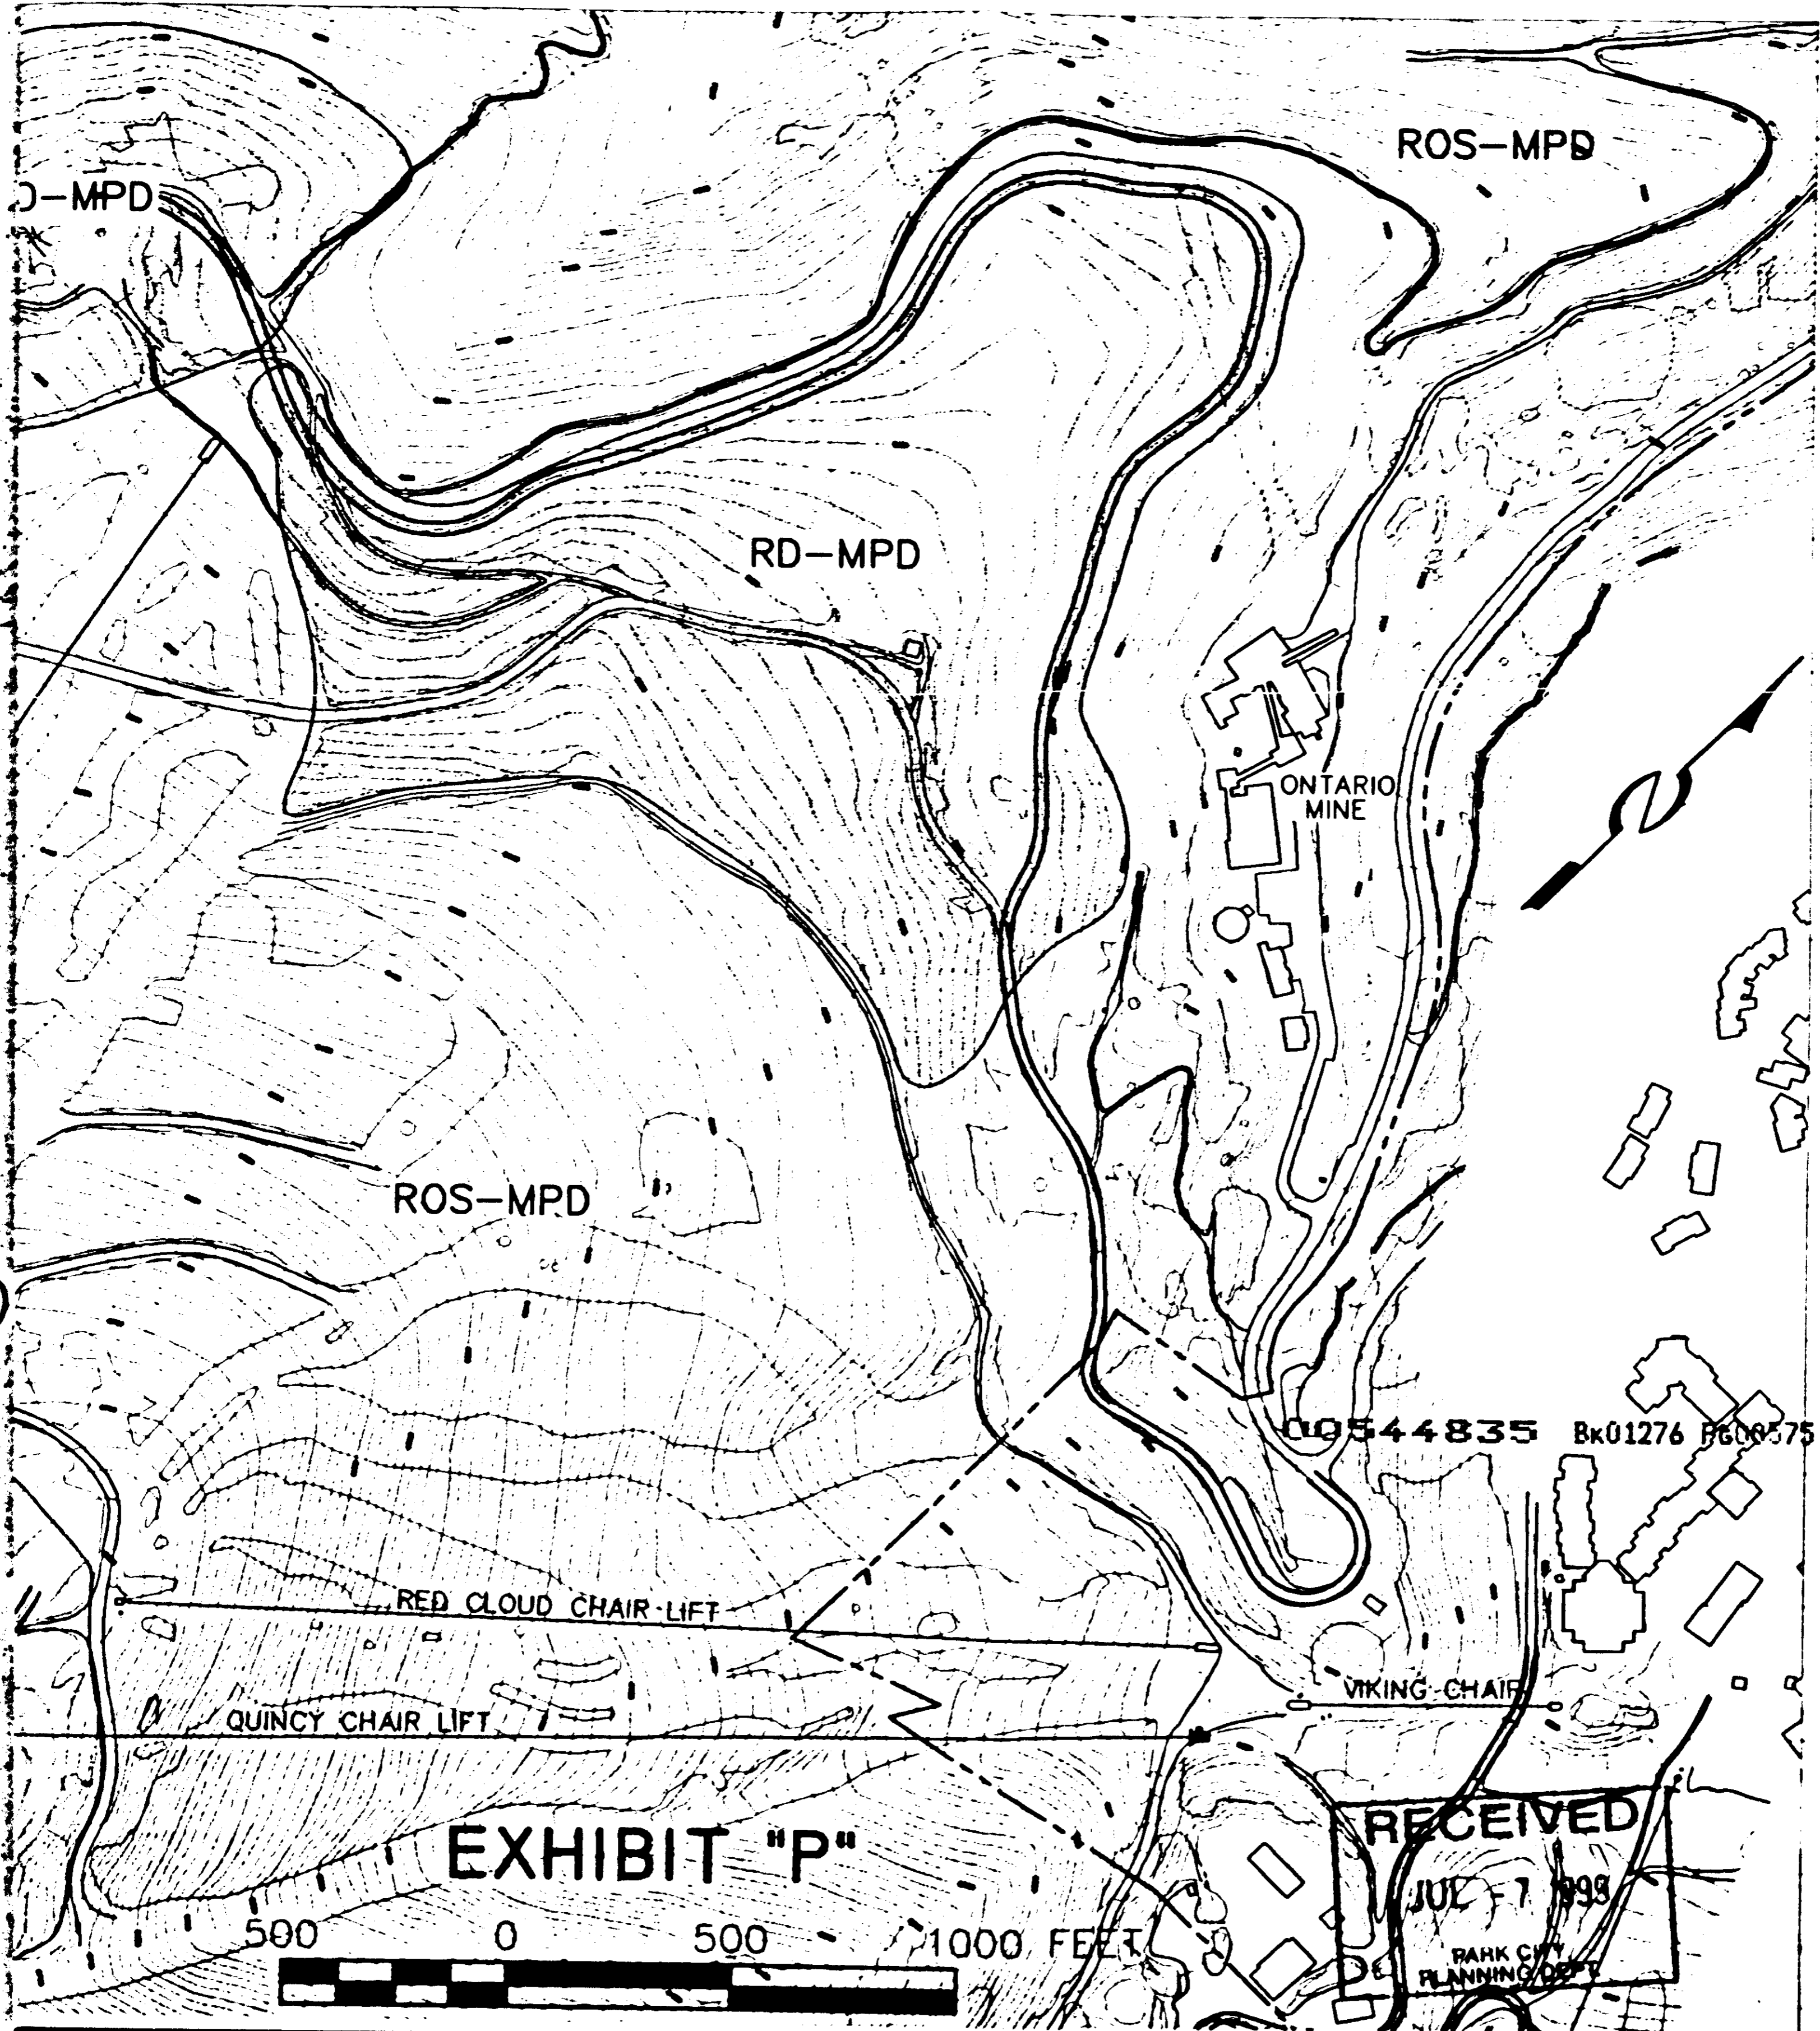 ROS-MPD
RD-MPD
ONTARIO
MINE
ROS-MPD
00544835 BK01276 PG00575
RED CLOUD CHAIR LIFT
VIKING CHAIR
QUINCY CHAIR LIFT
EXHIBIT "P"
RECEIVED
JUL - 7 1999
PARK CITY
PLANNING DEPT
500 0 500 1000 FEET